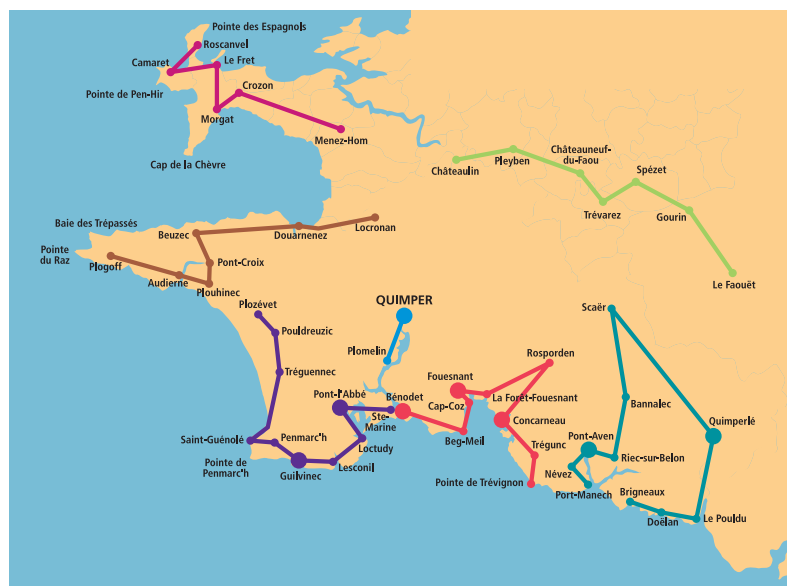 Pointe des Espagnols
Roscanvel
Camaret
Le Fret
Pointe de Pen-Hir
Crozon
Morgat
Menez-Hom
Cap de la Chèvre
Châteaulin
Pleyben
Châteauneuf-
du-Faou
Spézet
Trévarez
Gourin
Le Faouët
Baie des Trépassés
Beuzec
Douarnenez
Locronan
Pointe
du Raz
Plogoff
Pont-Croix
Audierne
Plouhinec
Plozévet
Pouldreuzic
Tréguennec
QUIMPER
Plomelin
Pont-l'Abbé
Bénodet
Ste-
Marine
Fouesnant
Cap-Coz
La Forêt-Fouesnant
Rosporden
Concarneau
Beg-Meil
Trégunc
Pointe de Trévignon
Saint-Guénolé
Penmarc'h
Pointe de
Penmarc'h
Guilvinec
Lesconil
Loctudy
Scaër
Bannalec
Quimperlé
Pont-Aven
Riec-sur-Belon
Névez
Port-Manech
Brigneaux
Doëlan
Le Pouldu